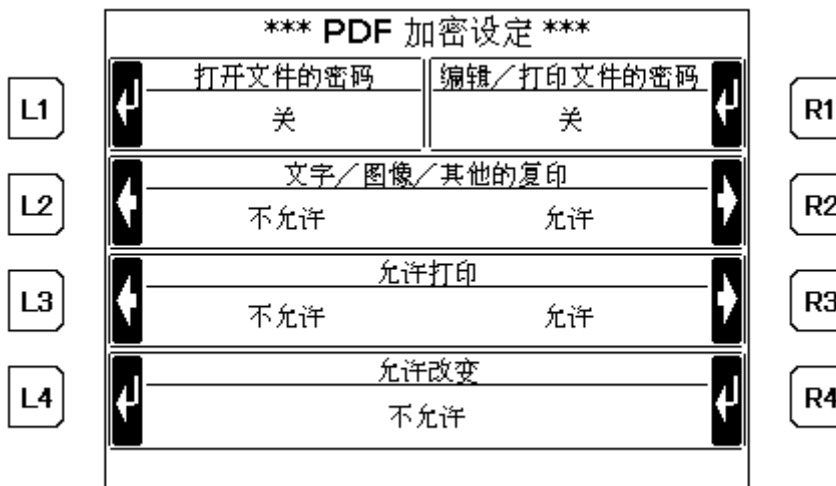 *** PDF 加密设定 ***
打开文件的密码 编辑／打印文件的密码
L1 关 关 R1
文字／图像／其他的复印
L2 不允许 允许 R2
允许打印
L3 不允许 允许 R3
允许改变
L4 不允许 R4